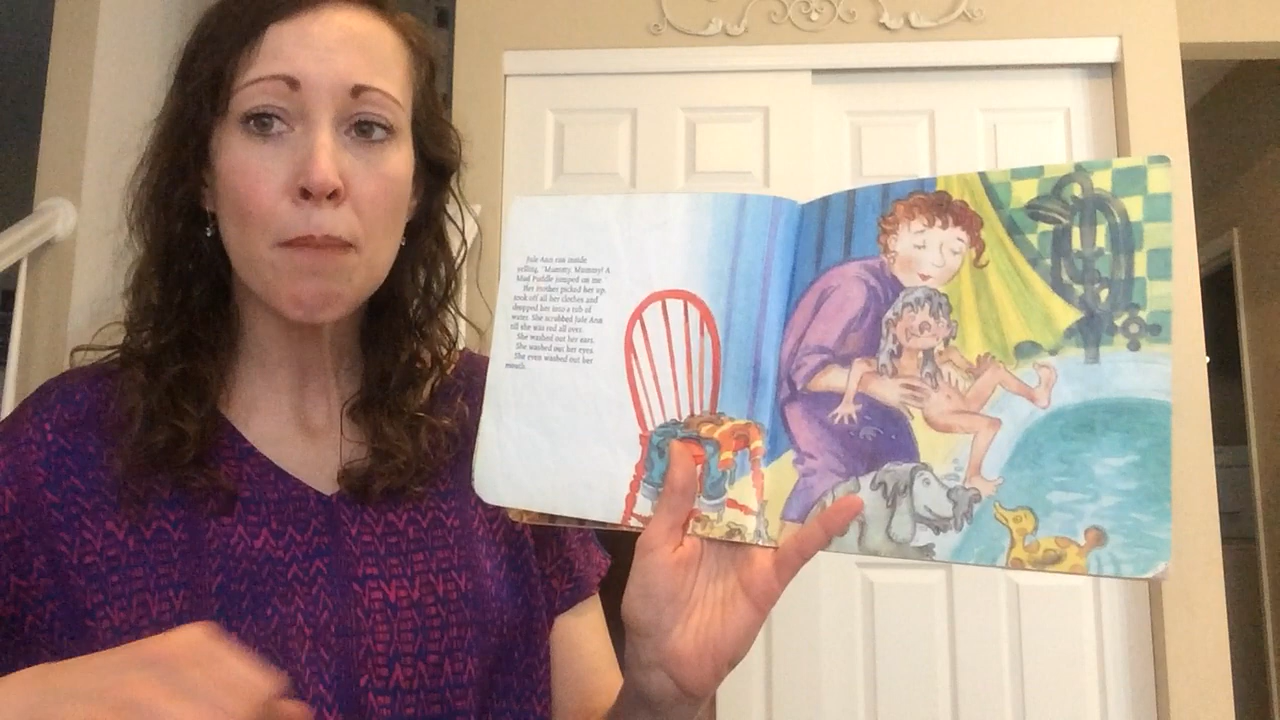 Jule Ann ran inside
yelling, "Mummy, Mummy! A
Mud Puddle jumped on me
Her mother picked her up,
took off all her clothes and
dropped her into a tub of
water. She scrubbed Jule Ann
till she was red all over.
She washed out her ears.
She washed out her eyes.
She even washed out her
mouth.